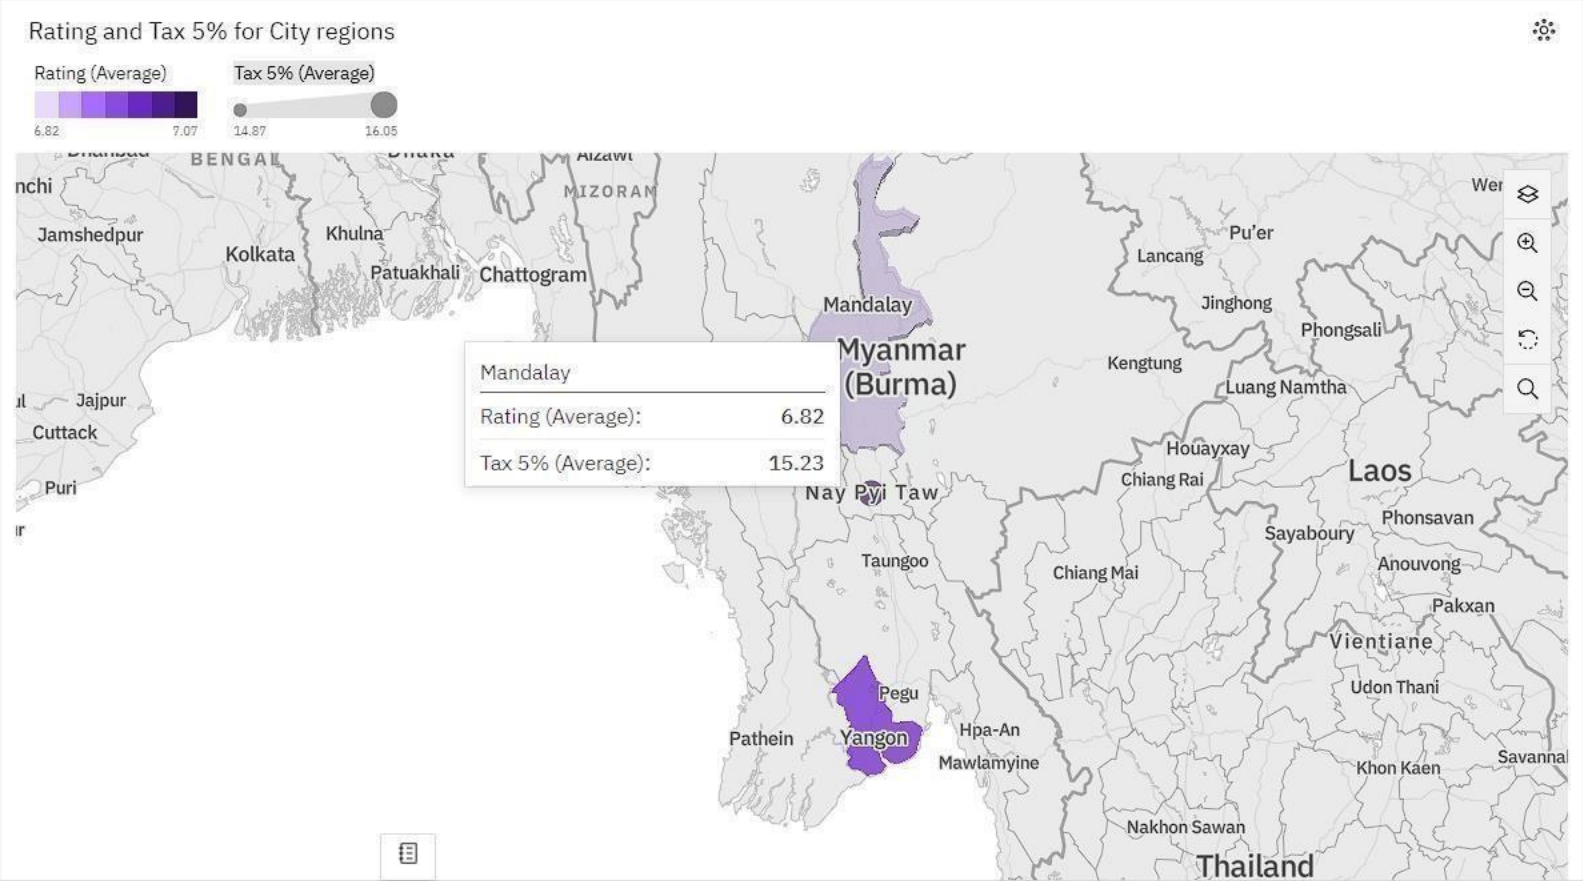 Rating and Tax 5% for City regions
Rating (Average)
Tax 5% (Average)
6.82
7.07
14.87
16.05
Dhanbad
BENGAL
Dhaka
Aizawl
nchi
MIZORAM
Jamshedpur
Kolkata
Khulna
Patuakhali
Chattogram
Pu'er
Lancang
Jinghong
Phongsali
Mandalay
Myanmar
(Burma)
Kengtung
Luang Namtha
Mandalay
Rating (Average): 6.82
Tax 5% (Average): 15.23
Jajpur
Cuttack
Puri
Houayxay
Chiang Rai
Laos
Nay Pyi Taw
Phonsavan
Sayaboury
Taungoo
Chiang Mai
Anouvong
Pakxan
Vientiane
Pegu
Udon Thani
Pathein
Yangon
Hpa-An
Mawlamyine
Savanna
Khon Kaen
Nakhon Sawan
Thailand